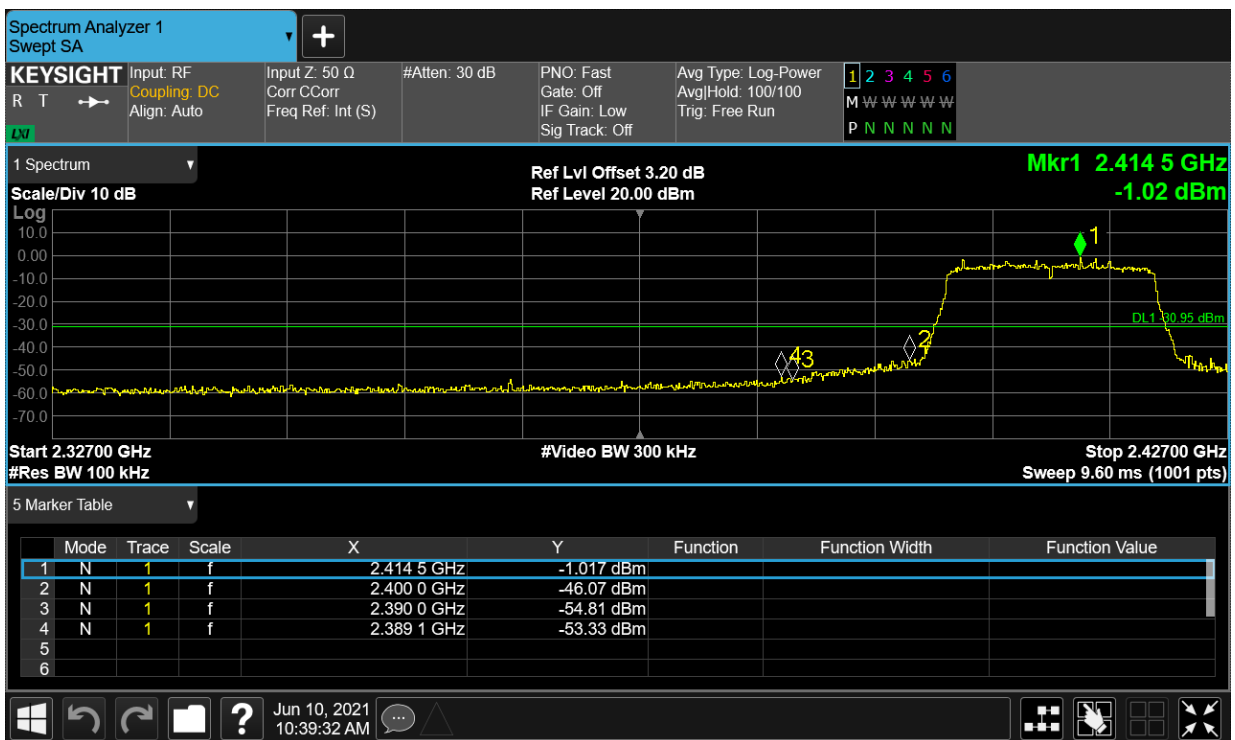 Spectrum Analyzer 1
Swept SA
+
KEYSIGHT Input: RF Input Z: 50 Ω #Atten: 30 dB PNO: Fast Avg Type: Log-Power 1 2 3 4 5 6
R T Coupling: DC Corr CCorr Gate: Off Avg|Hold: 100/100 M W W W W W W
Align: Auto Freq Ref: Int (S) IF Gain: Low Trig: Free Run
LXI Sig Track: Off P N N N N N N
1 Spectrum Ref Lvl Offset 3.20 dB Mkr1 2.414 5 GHz
Scale/Div 10 dB Ref Level 20.00 dBm -1.02 dBm
Log
10.0
1
0.00
-10.0
-20.0
-30.0 DL1 -30.95 dBm
-40.0
2
43
-50.0
-60.0
-70.0
Start 2.32700 GHz #Video BW 300 kHz Stop 2.42700 GHz
#Res BW 100 kHz Sweep 9.60 ms (1001 pts)
5 Marker Table
Mode Trace Scale X Y Function Function Width Function Value
1 N 1 f 2.414 5 GHz -1.017 dBm
2 N 1 f 2.400 0 GHz -46.07 dBm
3 N 1 f 2.390 0 GHz -54.81 dBm
4 N 1 f 2.389 1 GHz -53.33 dBm
5
6
? Jun 10, 2021
10:39:32 AM